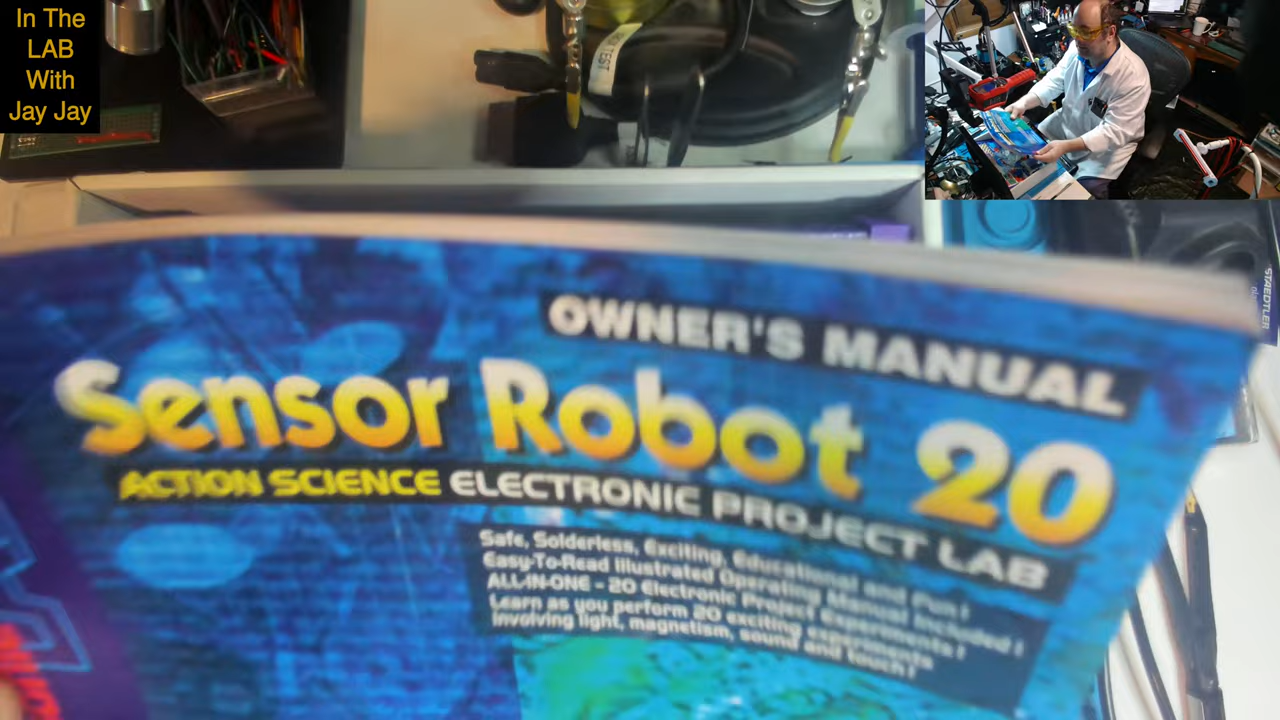 In The
LAB
With
Jay Jay
TEST
STAEDTLER
OWNER'S MANUAL
Sensor Robot 20
ACTION SCIENCE ELECTRONIC PROJECT LAB
Safe, Solderless, Exciting, Educational and Fun!
Easy-To-Read Illustrated Operating Manual Included!
ALL-IN-ONE - 20 Electronic Project Experiments!
Learn as you perform 20 exciting experiments
involving light, magnetism, sound and touch!